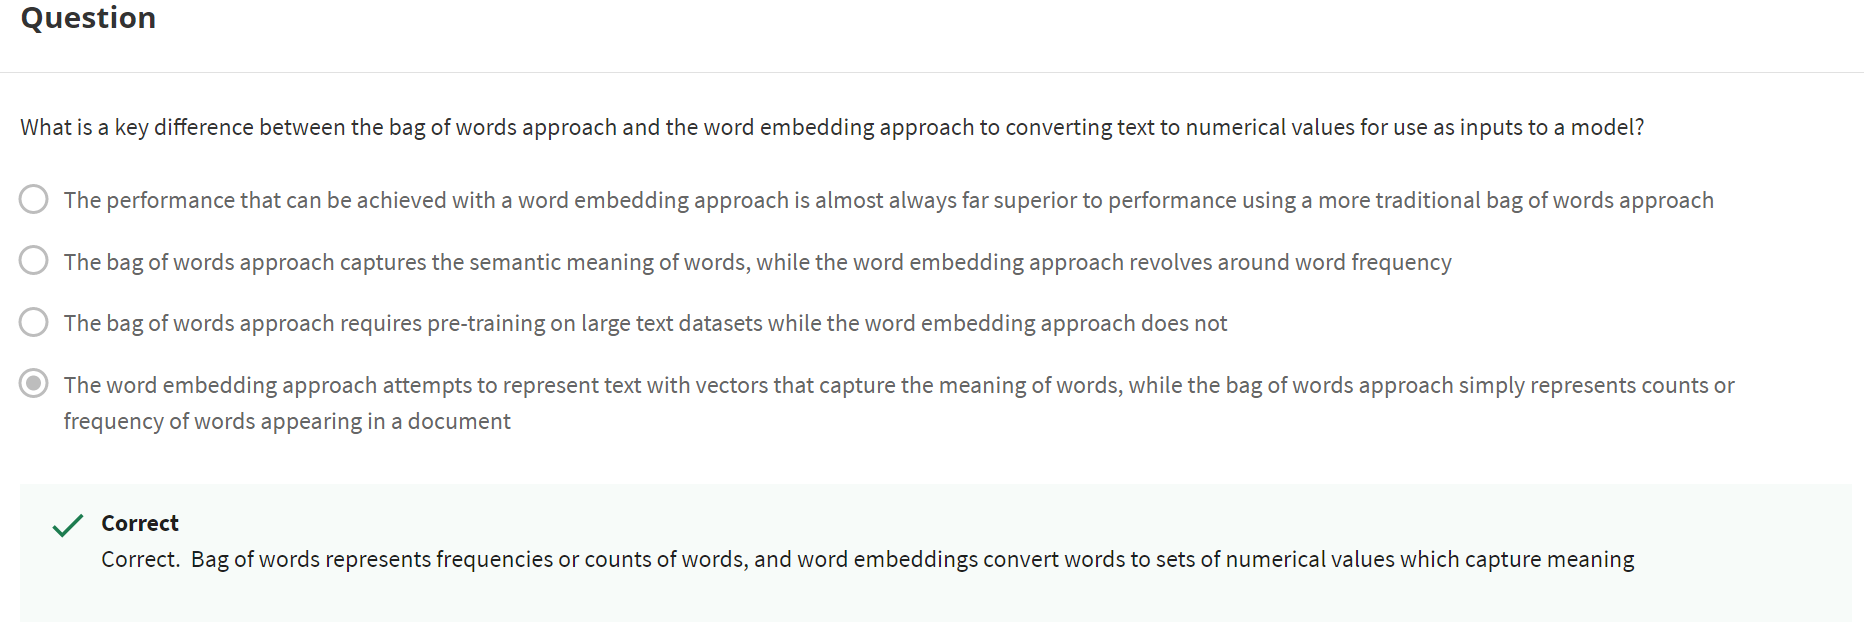 Question
What is a key difference between the bag of words approach and the word embedding approach to converting text to numerical values for use as inputs to a model?
The performance that can be achieved with a word embedding approach is almost always far superior to performance using a more traditional bag of words approach
The bag of words approach captures the semantic meaning of words, while the word embedding approach revolves around word frequency
The bag of words approach requires pre-training on large text datasets while the word embedding approach does not
The word embedding approach attempts to represent text with vectors that capture the meaning of words, while the bag of words approach simply represents counts or
frequency of words appearing in a document
Correct
Correct.  Bag of words represents frequencies or counts of words, and word embeddings convert words to sets of numerical values which capture meaning